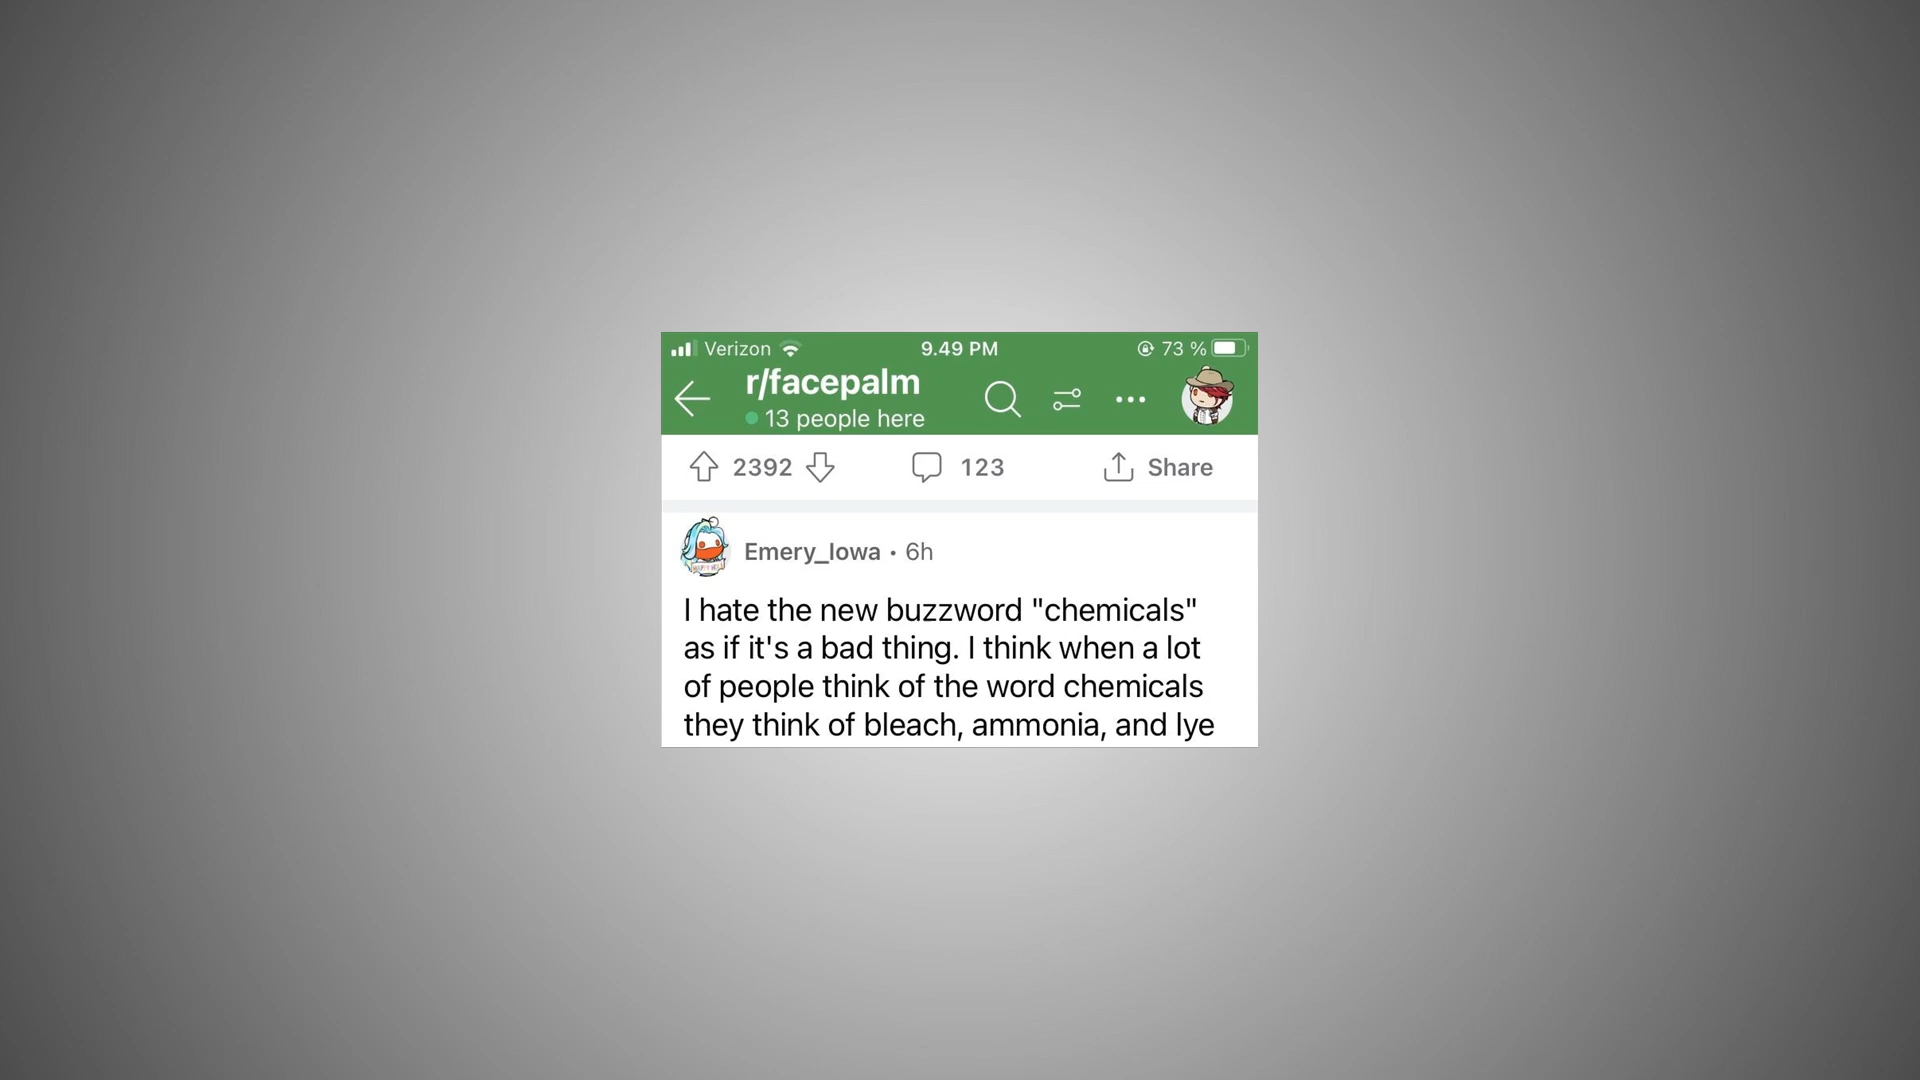 Verizon 9.49 PM 73 %
r/facepalm
13 people here
2392 123 Share
Emery_Iowa • 6h
I hate the new buzzword "chemicals"
as if it's a bad thing. I think when a lot
of people think of the word chemicals
they think of bleach, ammonia, and lye